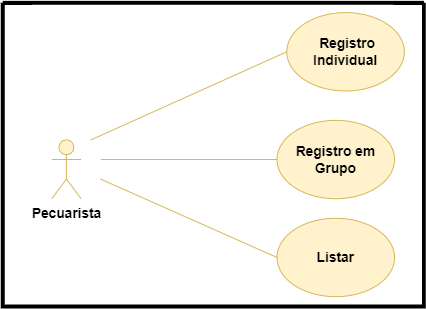 Registro
Individual
Registro em
Grupo
Pecuarista
Listar